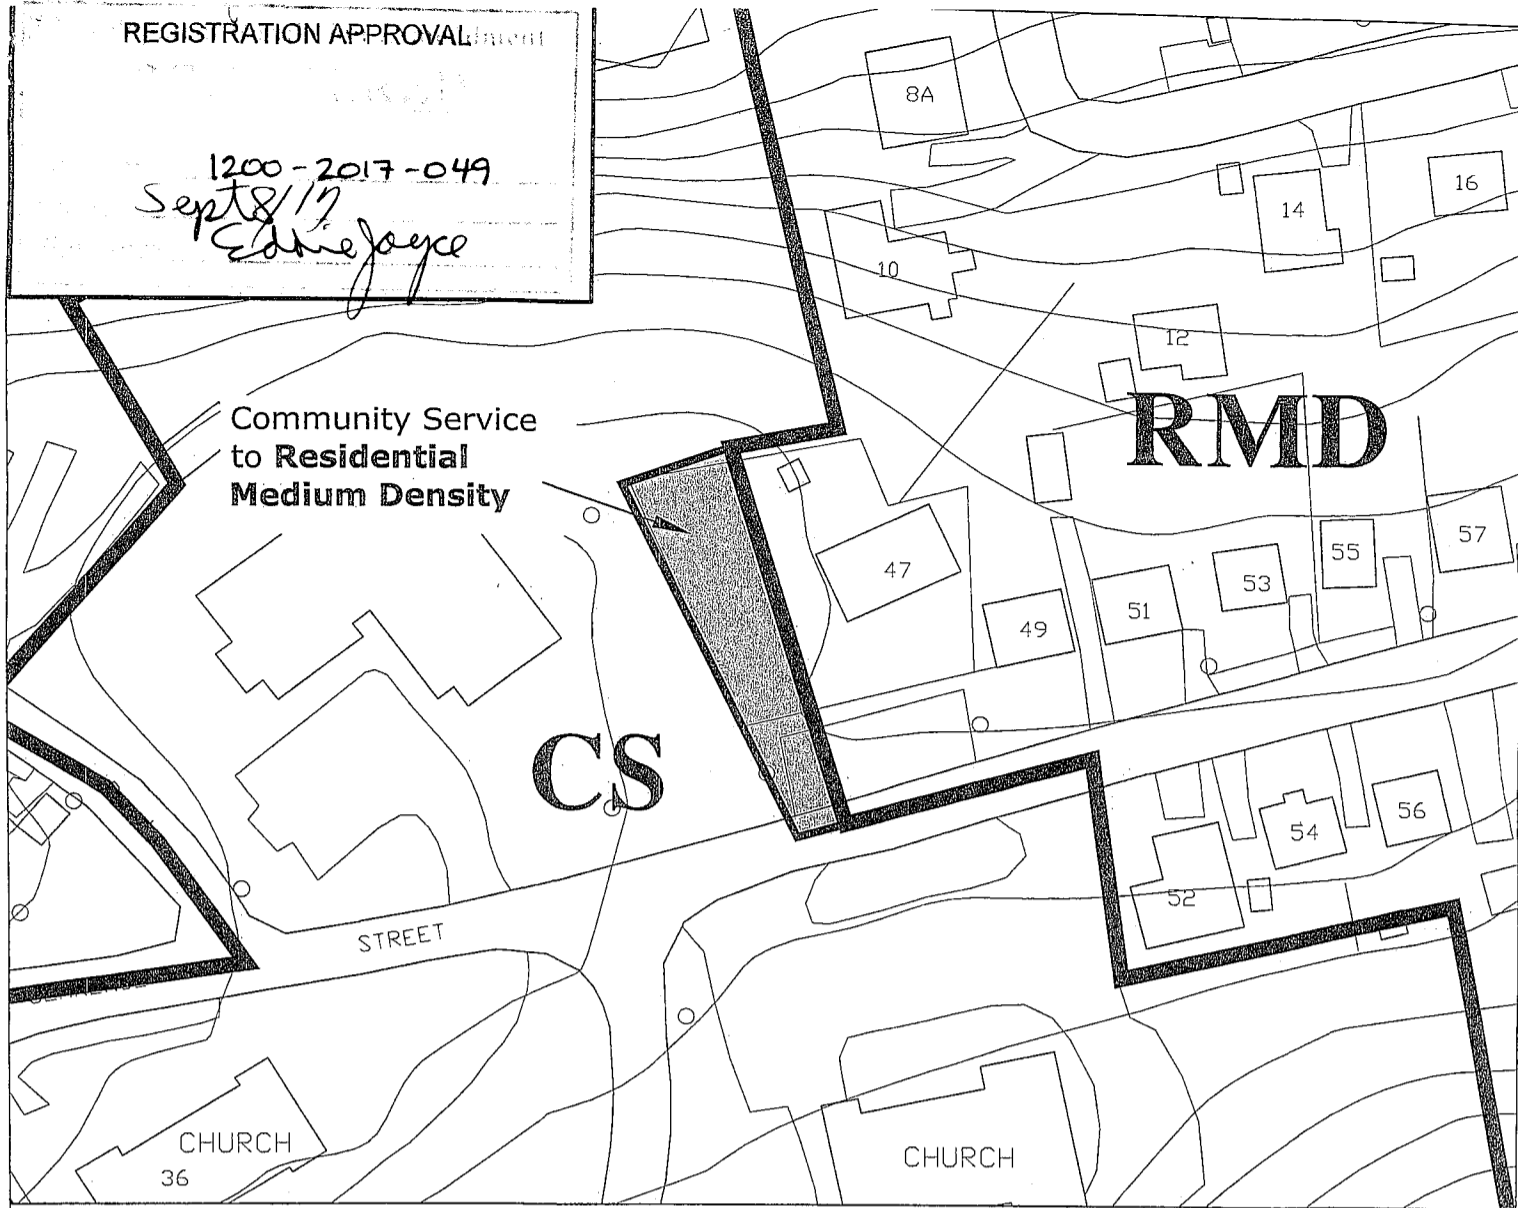 REGISTRATION APPROVAL
1200-2017-049
Sept 8/17
Eddie Joyce
8A
16
14
10
12
Community Service
to Residential
Medium Density
RMD
57
55
47
53
51
49
CS
56
54
52
STREET
CHURCH
36
CHURCH